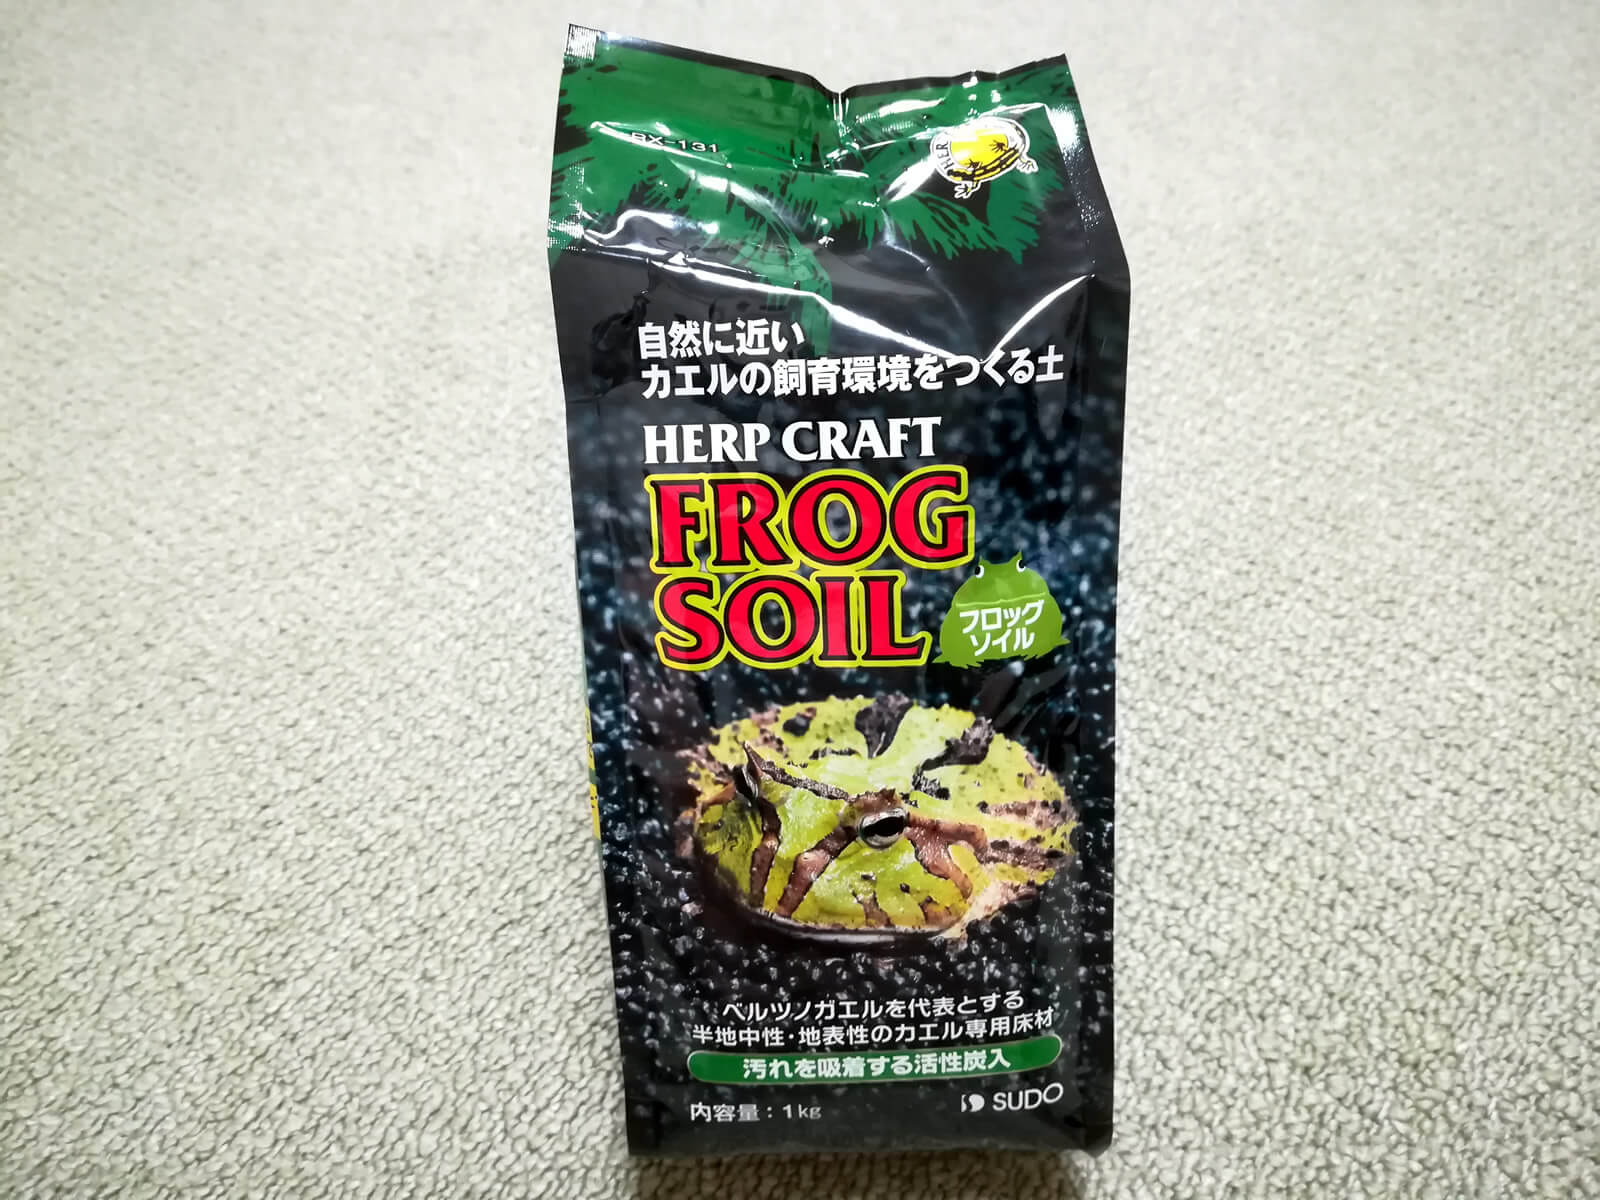 RX-131
HER
自然に近い
カエルの飼育環境をつくる土
HERP CRAFT
FROG
SOIL
フロッグ
ソイル
ベルツノガエルを代表とする
半地中性・地表性のカエル専用床材
汚れを吸着する活性炭入
内容量：1kg
SUDO